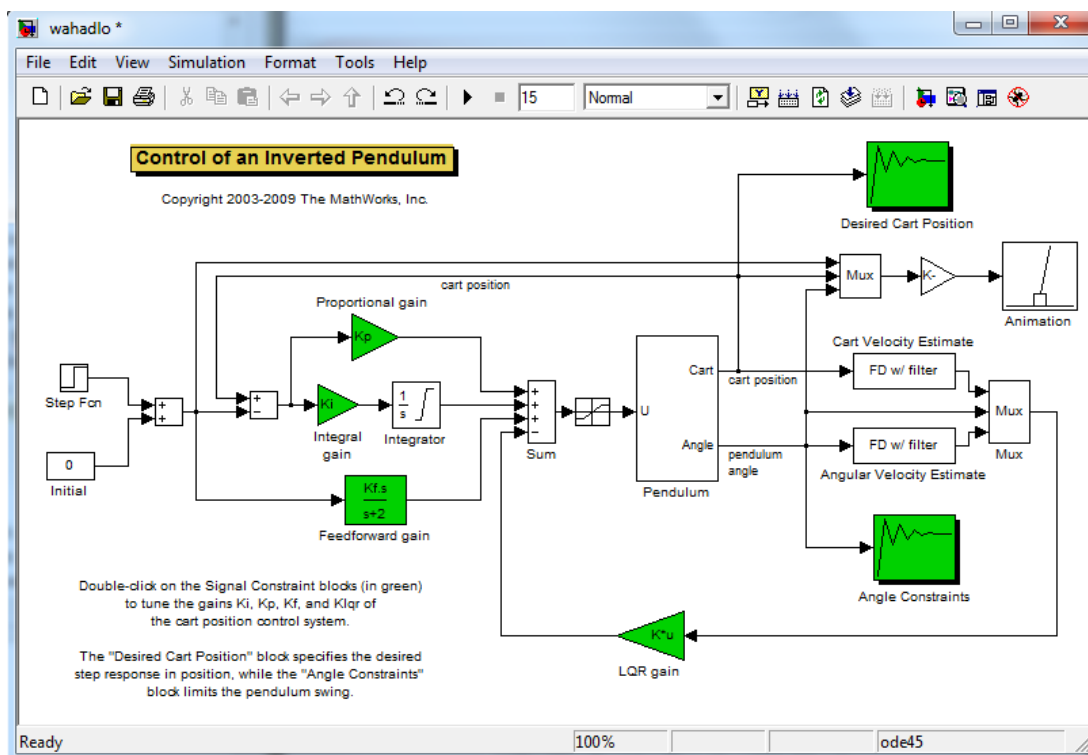 wahadlo *
File Edit View Simulation Format Tools Help
15 Normal
Control of an Inverted Pendulum
Copyright 2003-2009 The MathWorks, Inc.
Desired Cart Position
cart position
Mux
K-
Animation
Proportional gain
Kp
Cart Velocity Estimate
FD w/ filter
Step Fcn
+
+
+
−
Ki
Integral
gain
1
s
Integrator
+
+
+
−
Sum
U
Cart
Angle
Pendulum
cart position
pendulum
angle
Mux
Mux
FD w/ filter
Angular Velocity Estimate
0
Initial
Kf.s
s+2
Feedforward gain
Angle Constraints
K*u
LQR gain
Double-click on the Signal Constraint blocks (in green)
to tune the gains Ki, Kp, Kf, and Klqr of
the cart position control system.
The "Desired Cart Position" block specifies the desired
step response in position, while the "Angle Constraints"
block limits the pendulum swing.
Ready 100% ode45